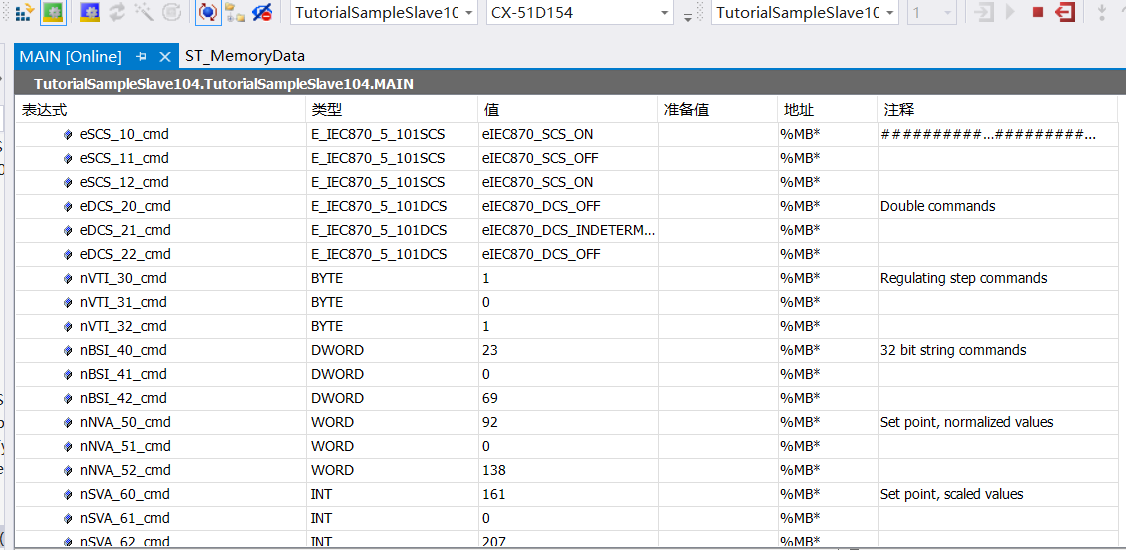 TutorialSampleSlave10 CX-51D154 TutorialSampleSlave10 1
MAIN [Online] ST_MemoryData
TutorialSampleSlave104.TutorialSampleSlave104.MAIN
表达式 类型 值 准备值 地址 注释
eSCS_10_cmd E_IEC870_5_101SCS eIEC870_SCS_ON %MB* ##########...#########...
eSCS_11_cmd E_IEC870_5_101SCS eIEC870_SCS_OFF %MB*
eSCS_12_cmd E_IEC870_5_101SCS eIEC870_SCS_ON %MB*
eDCS_20_cmd E_IEC870_5_101DCS eIEC870_DCS_OFF %MB* Double commands
eDCS_21_cmd E_IEC870_5_101DCS eIEC870_DCS_INDETERM... %MB*
eDCS_22_cmd E_IEC870_5_101DCS eIEC870_DCS_OFF %MB*
nVTI_30_cmd BYTE 1 %MB* Regulating step commands
nVTI_31_cmd BYTE 0 %MB*
nVTI_32_cmd BYTE 1 %MB*
nBSI_40_cmd DWORD 23 %MB* 32 bit string commands
nBSI_41_cmd DWORD 0 %MB*
nBSI_42_cmd DWORD 69 %MB*
nNVA_50_cmd WORD 92 %MB* Set point, normalized values
nNVA_51_cmd WORD 0 %MB*
nNVA_52_cmd WORD 138 %MB*
nSVA_60_cmd INT 161 %MB* Set point, scaled values
nSVA_61_cmd INT 0 %MB*
nSVA_62_cmd INT 207 %MB*